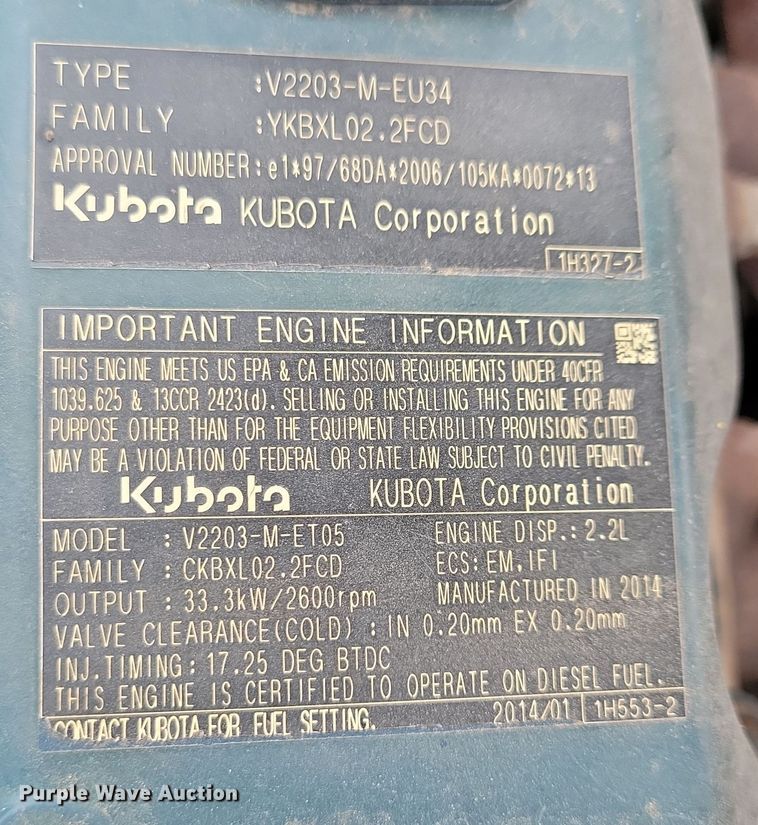 TYPE :V2203-M-EU34
FAMILY :YKBXL02.2FCD
APPROVAL NUMBER:e1*97/68DA*2006/105KA*0072*13
Kubota KUBOTA Corporation
1H327-2
IMPORTANT ENGINE INFORMATION
THIS ENGINE MEETS US EPA & CA EMISSION REQUIREMENTS UNDER 40CFR
1039.625 & 13CCR 2423(d). SELLING OR INSTALLING THIS ENGINE FOR ANY
PURPOSE OTHER THAN FOR THE EQUIPMENT FLEXIBILITY PROVISIONS CITED
MAY BE A VIOLATION OF FEDERAL OR STATE LAW SUBJECT TO CIVIL PENALTY.
Kubota KUBOTA Corporation
MODEL : V2203-M-ET05 ENGINE DISP.: 2.2L
FAMILY : CKBXL02.2FCD ECS: EM, IFI
OUTPUT : 33.3kW/2600rpm MANUFACTURED IN 2014
VALVE CLEARANCE(COLD) : IN 0.20mm EX 0.20mm
INJ.TIMING: 17.25 DEG BTDC
THIS ENGINE IS CERTIFIED TO OPERATE ON DIESEL FUEL.
CONTACT KUBOTA FOR FUEL SETTING. 2014/01 1H553-2
Purple Wave Auction